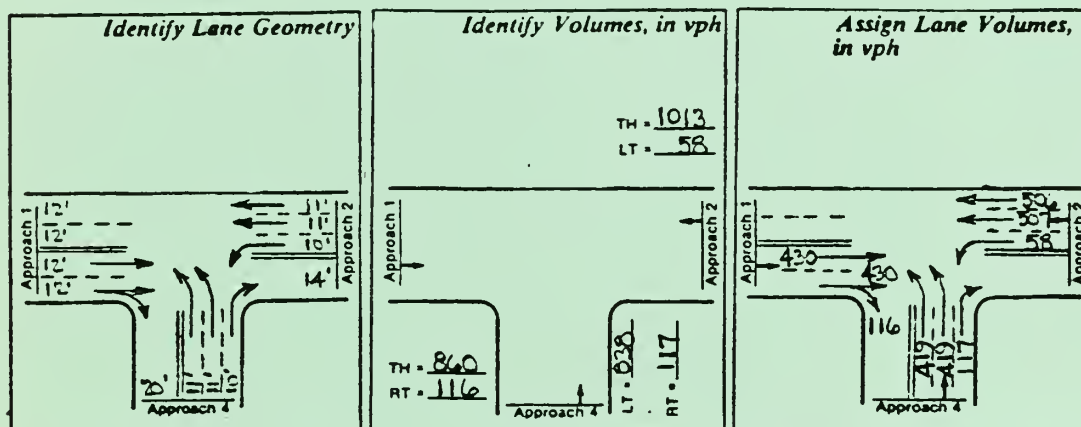 Identify Lane Geometry
12'
12'
12'
12'
11'
11'
10'
14'
20'
11'
11'
10'
Approach 1
Approach 2
Approach 4
Identify Volumes, in vph
TH = 1013
LT = 58
Approach 1
Approach 2
TH = 860
RT = 116
LT = 838
RT = 117
Approach 4
Assign Lane Volumes,
in vph
Approach 1
Approach 2
507
58
430
430
116
419
419
117
Approach 4